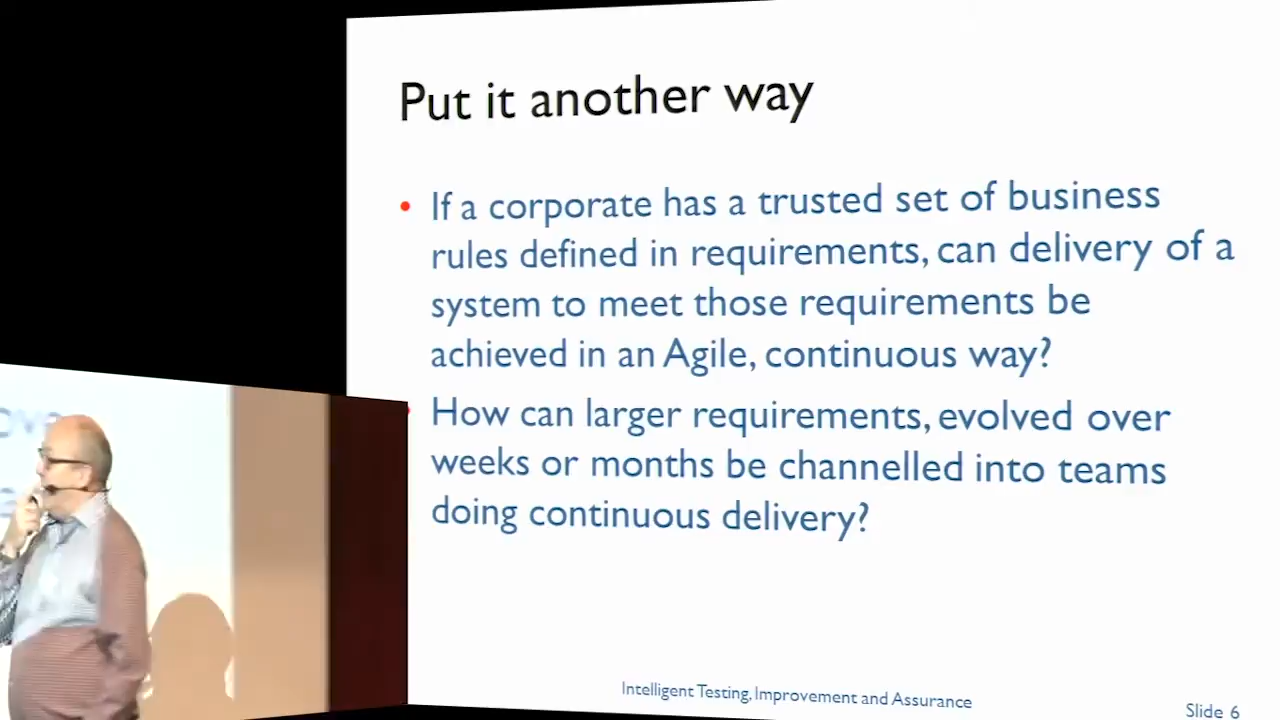 Put it another way
• If a corporate has a trusted set of business
rules defined in requirements, can delivery of a
system to meet those requirements be
achieved in an Agile, continuous way?
• How can larger requirements, evolved over
weeks or months be channelled into teams
doing continuous delivery?
Intelligent Testing, Improvement and Assurance
Slide 6